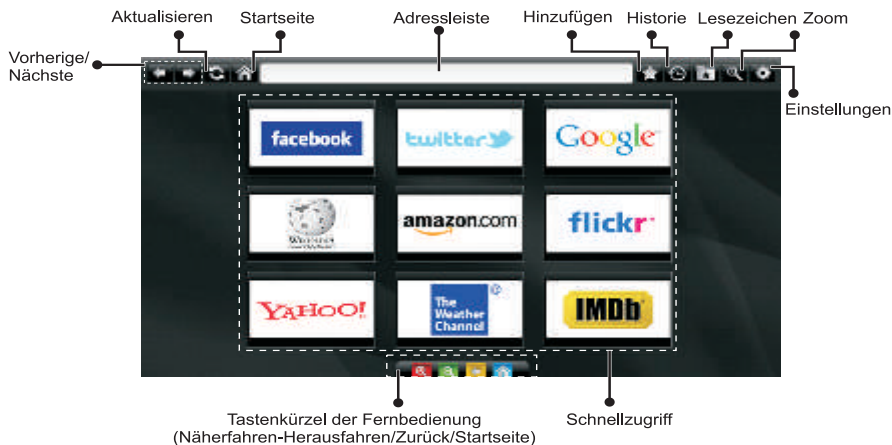 Aktualisieren
Startseite
Adressleiste
Hinzufügen
Historie
Lesezeichen
Zoom
Vorherige/
Nächste
Einstellungen
facebook
twitter
Google
WIKIPEDIA
amazon.com
flickr
YAHOO!
The
Weather
Channel
IMDb
Tastenkürzel der Fernbedienung
(Näherfahren-Herausfahren/Zurück/Startseite)
Schnellzugriff